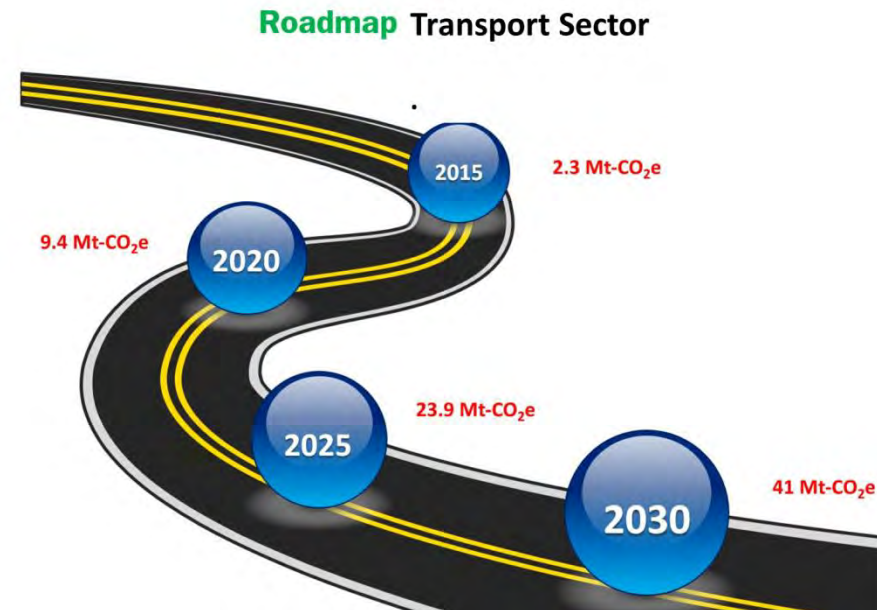 Roadmap Transport Sector
2015
2.3 Mt-CO₂e
9.4 Mt-CO₂e
2020
23.9 Mt-CO₂e
2025
41 Mt-CO₂e
2030